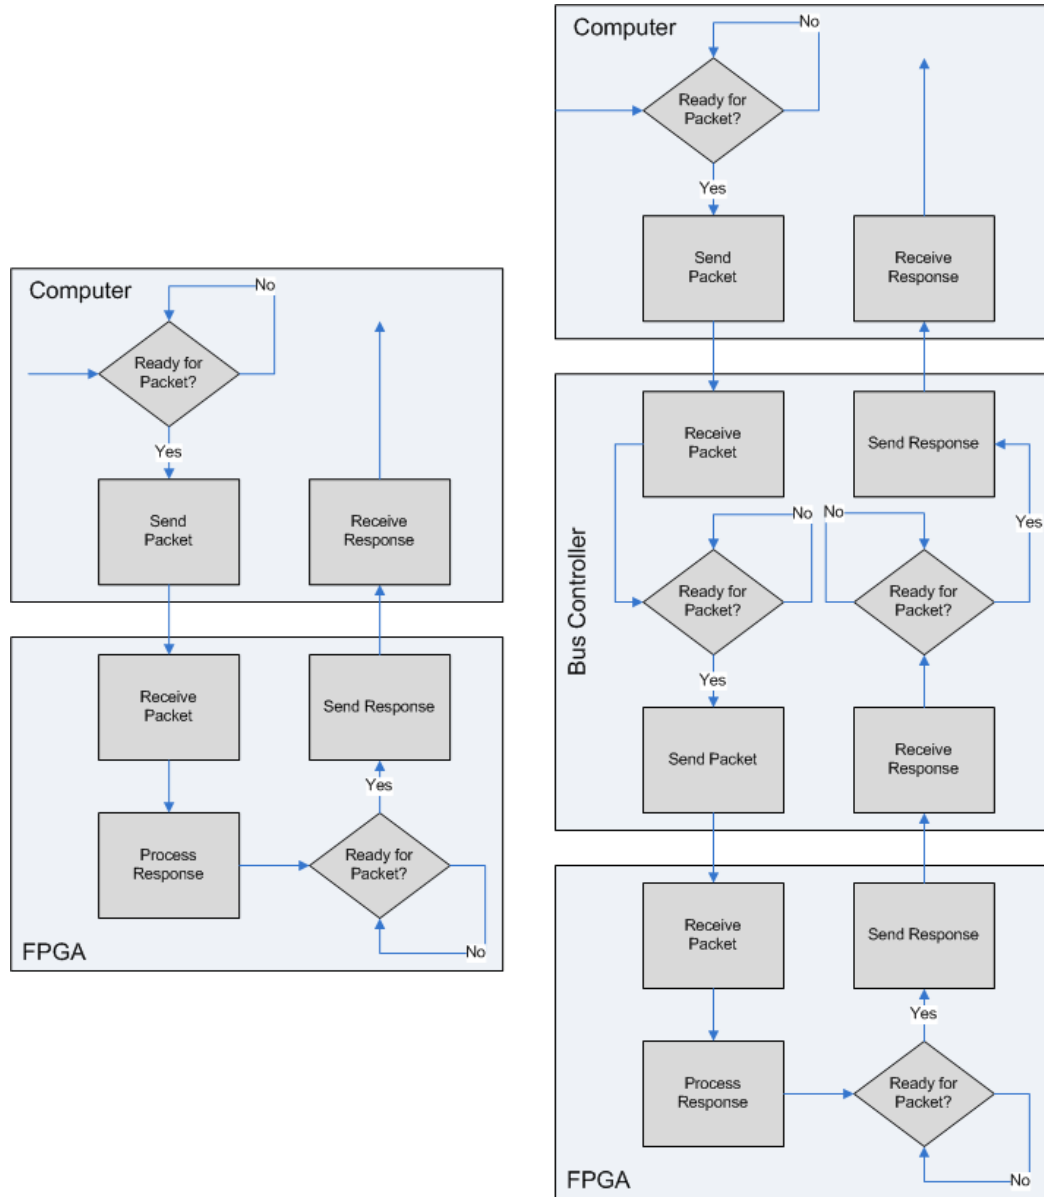 Computer
No
Ready for
Packet?
Yes
Send
Packet
Receive
Response
Receive
Packet
Send Response
Yes
Process
Response
Ready for
Packet?
No
FPGA
Computer
No
Ready for
Packet?
Yes
Send
Packet
Receive
Response
Bus Controller
Receive
Packet
Send Response
No
No
Yes
Ready for
Packet?
Ready for
Packet?
Yes
Send Packet
Receive
Response
Receive
Packet
Send Response
Yes
Process
Response
Ready for
Packet?
No
FPGA